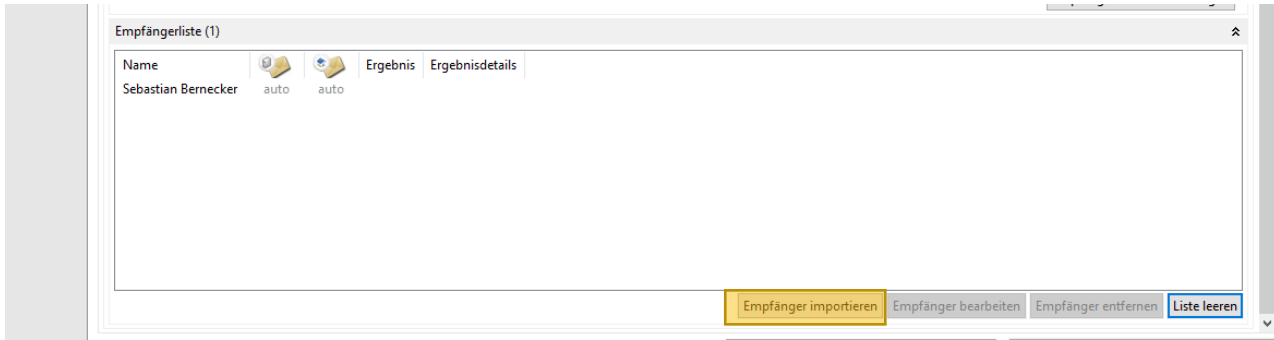 Empfängerliste (1)
Name Ergebnis Ergebnisdetails
Sebastian Bernecker auto auto
Empfänger importieren Empfänger bearbeiten Empfänger entfernen Liste leeren